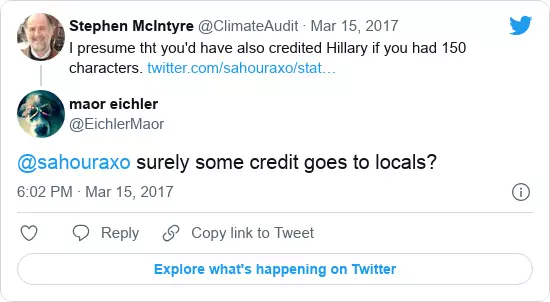 Stephen McIntyre @ClimateAudit · Mar 15, 2017
I presume tht you'd have also credited Hillary if you had 150
characters. twitter.com/sahouraxo/stat…
maor eichler
@EichlerMaor
@sahouraxo surely some credit goes to locals?
6:02 PM · Mar 15, 2017
Reply
Copy link to Tweet
Explore what's happening on Twitter